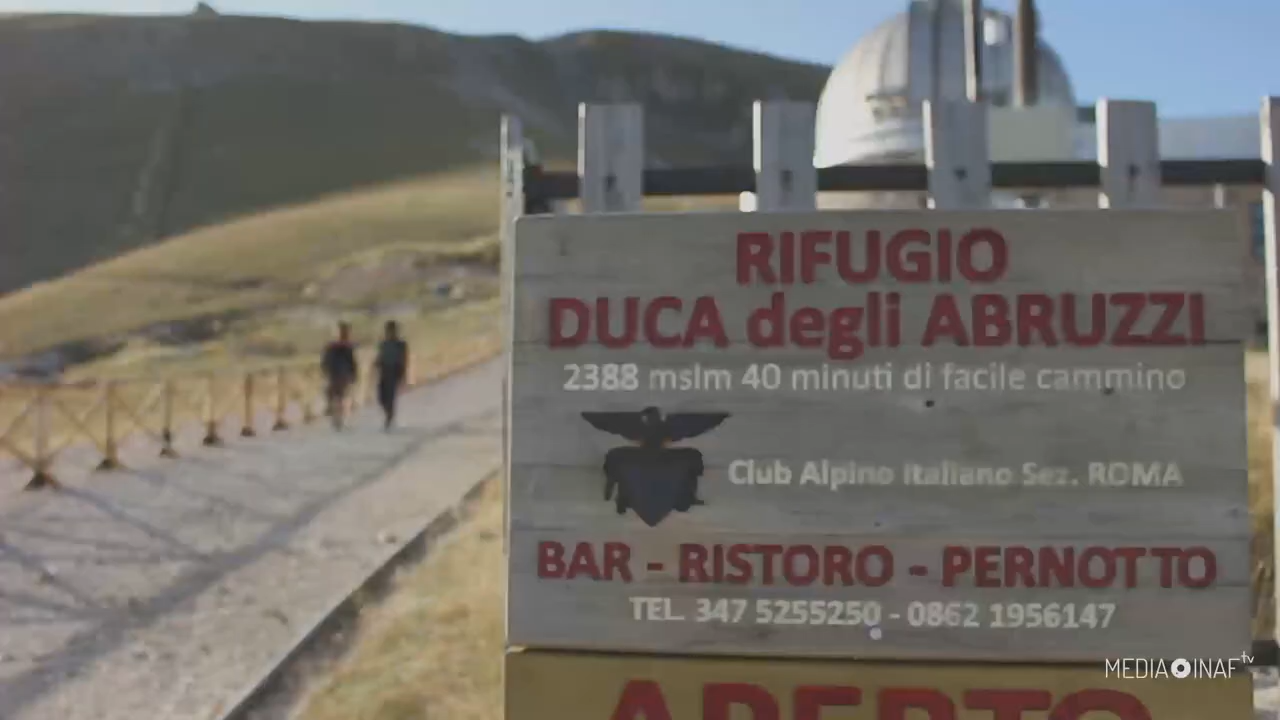 RIFUGIO
DUCA degli ABRUZZI
2388 mslm 40 minuti di facile cammino
Club Alpino Italiano Sez. ROMA
BAR - RISTORO - PERNOTTO
TEL. 347 5255250 - 0862 1956147
APERTO
MEDIA INAF tv